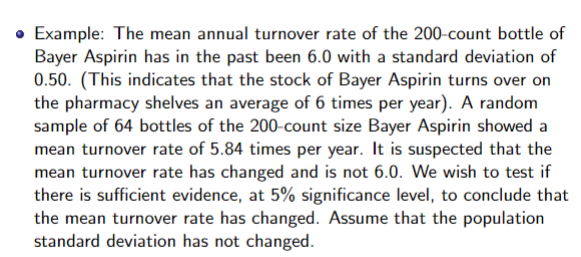 Example: The mean annual turnover rate of the 200-count bottle of
Bayer Aspirin has in the past been 6.0 with a standard deviation of
0.50. (This indicates that the stock of Bayer Aspirin turns over on
the pharmacy shelves an average of 6 times per year). A random
sample of 64 bottles of the 200-count size Bayer Aspirin showed a
mean turnover rate of 5.84 times per year. It is suspected that the
mean turnover rate has changed and is not 6.0. We wish to test if
there is sufficient evidence, at 5% significance level, to conclude that
the mean turnover rate has changed. Assume that the population
standard deviation has not changed.